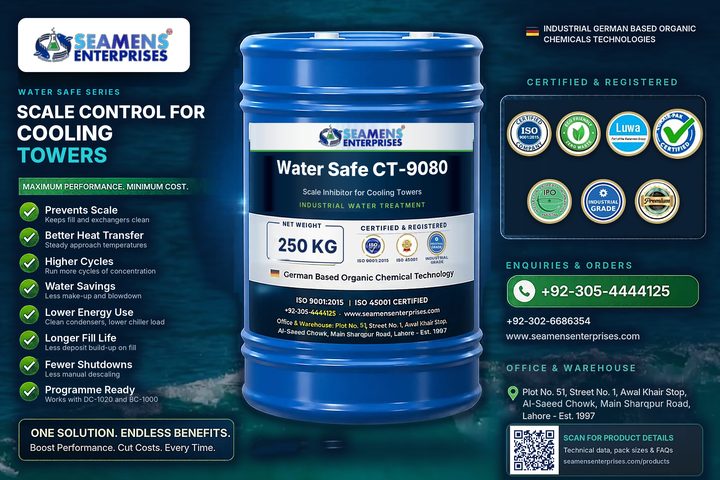 SEAMENS
ENTERPRISES
WATER SAFE SERIES
SCALE CONTROL FOR
COOLING
TOWERS
MAXIMUM PERFORMANCE. MINIMUM COST.
Prevents Scale
Keeps fill and exchangers clean
Better Heat Transfer
Steady approach temperatures
Higher Cycles
Run more cycles of concentration
Water Savings
Less make-up and blowdown
Lower Energy Use
Clean condensers, lower chiller load
Longer Fill Life
Less deposit build-up on fill
Fewer Shutdowns
Less manual descaling
Programme Ready
Works with DC-1020 and BC-1000
ONE SOLUTION. ENDLESS BENEFITS.
Boost Performance. Cut Costs. Every Time.
SEAMENS
ENTERPRISES
Water Safe CT-9080
Scale Inhibitor for Cooling Towers
INDUSTRIAL WATER TREATMENT
NET WEIGHT
250 KG
CERTIFIED & REGISTERED
ISO
ISO 9001:2015
ISO 45001
INDUSTRIAL
GRADE
German Based Organic Chemical Technology
ISO 9001:2015 | ISO 45001 CERTIFIED
+92-305-4444125 - www.seamensenterprises.com
Office & Warehouse: Plot No. 51, Street No. 1, Awal Khair Stop,
Al-Saeed Chowk, Main Sharqpur Road, Lahore - Est. 1997
INDUSTRIAL GERMAN BASED ORGANIC
CHEMICALS TECHNOLOGIES
CERTIFIED & REGISTERED
CERTIFIED
ISO
COMPANY
Luwa
CERTIFIED
IPO
INDUSTRIAL
GRADE
Premium
ENQUIRIES & ORDERS
+92-305-4444125
+92-302-6686354
www.seamensenterprises.com
OFFICE & WAREHOUSE
Plot No. 51, Street No. 1, Awal Khair Stop,
Al-Saeed Chowk, Main Sharqpur Road,
Lahore - Est. 1997
SCAN FOR PRODUCT DETAILS
Technical data, pack sizes & FAQs
seamensenterprises.com/products